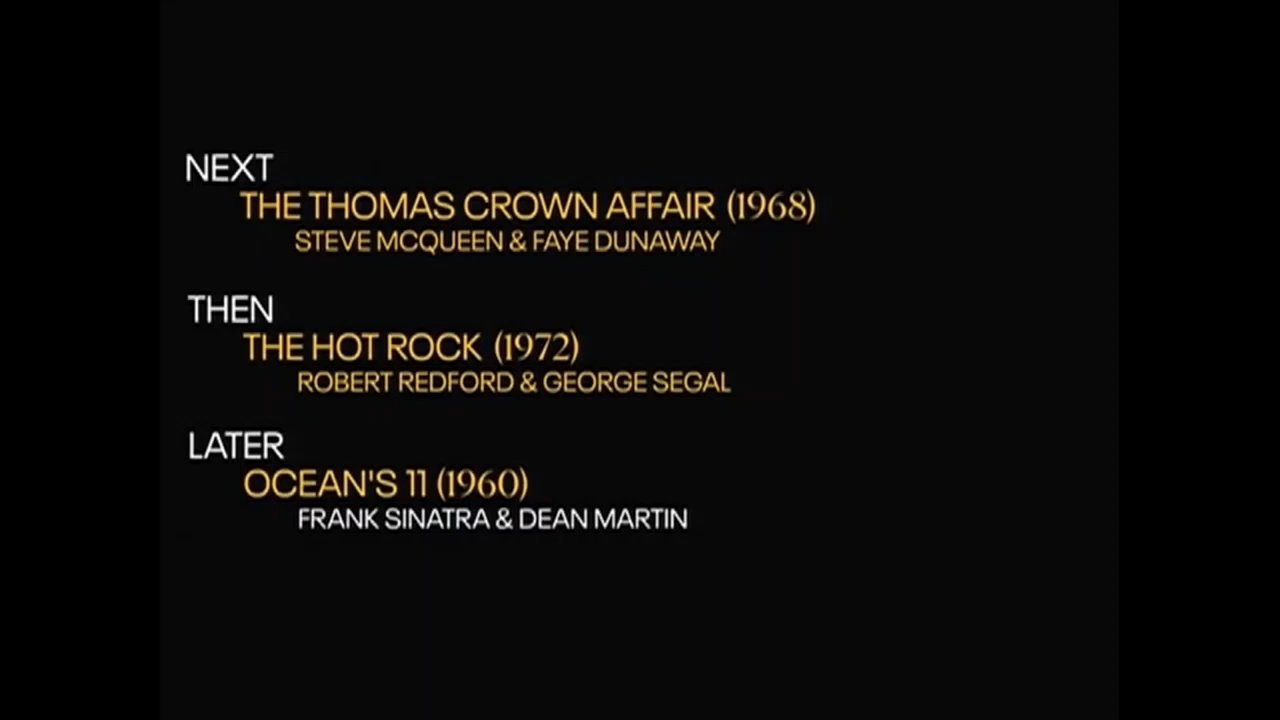 NEXT
THE THOMAS CROWN AFFAIR (1968)
STEVE MCQUEEN & FAYE DUNAWAY
THEN
THE HOT ROCK (1972)
ROBERT REDFORD & GEORGE SEGAL
LATER
OCEAN'S 11 (1960)
FRANK SINATRA & DEAN MARTIN